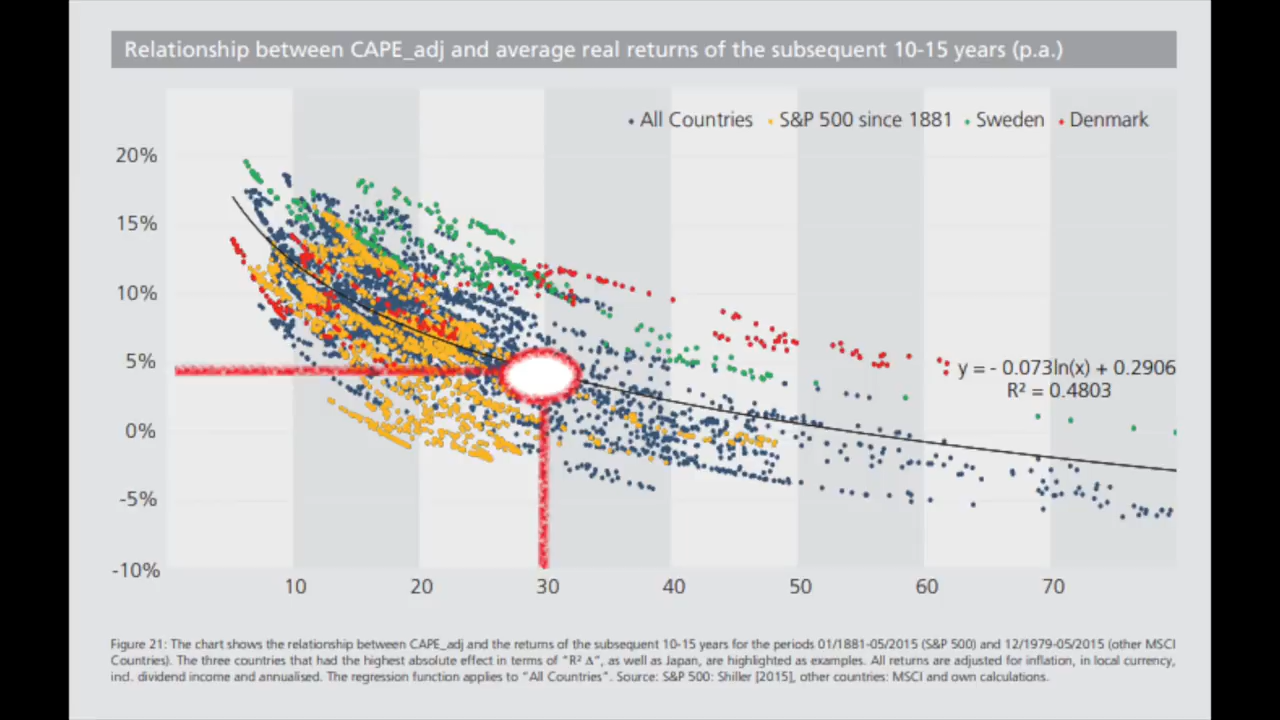 Relationship between CAPE_adj and average real returns of the subsequent 10-15 years (p.a.)
• All Countries • S&P 500 since 1881 • Sweden • Denmark
20%
15%
10%
5%
y = - 0.073ln(x) + 0.2906
R² = 0.4803
0%
-5%
-10%
10 20 30 40 50 60 70
Figure 21: The chart shows the relationship between CAPE_adj and the returns of the subsequent 10-15 years for the periods 01/1881-05/2015 (S&P 500) and 12/1979-05/2015 (other MSCI
Countries). The three countries that had the highest absolute effect in terms of "R² Δ", as well as Japan, are highlighted as examples. All returns are adjusted for inflation, in local currency,
incl. dividend income and annualised. The regression function applies to "All Countries". Source: S&P 500: Shiller [2015], other countries: MSCI and own calculations.